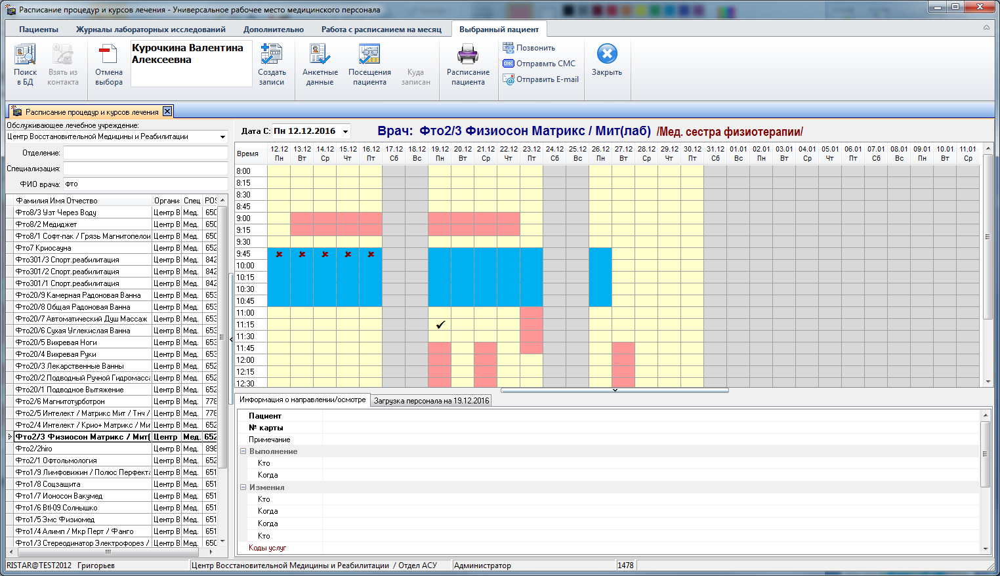 Расписание процедур и курсов лечения - Универсальное рабочее место медицинского персонала
Пациенты Журналы лабораторных исследований Дополнительно Работа с расписанием на месяц Выбранный пациент
Поиск в БД
Взять из контакта
Отмена выбора
Курочкина Валентина
Алексеевна
Создать записи
Анкетные данные
Посещения пациента
Куда записан
Расписание пациента
Позвонить
СМС Отправмть СМС
Отправить E-mail
Закрыть
Расписание процедур и курсов лечения
Обслуживающее лечебное учреждение:
Центр Восстановительной Медицины и Реабилитации
Отделение:
Специализация:
ФИО врача: фто
Фамилия Имя Отчество Органи: Спец POS
Фто8/3 Узт Через Воду Центр В Мед. 650
Фто8/2 Медиджет Центр В Мед. 650
Фто8/1 Софт-пак / Грязь Магнитопелои Центр В Мед. 650
Фто7 Криосауна Центр В Мед. 652
Фто301/3 Спорт.реабилитация Центр В Мед. 842
Фто301/2 Спорт.реабилитация Центр В Мед. 842
Фто301/1 Спорт.реабилитация Центр В Мед. 842
Фто20/9 Камерная Радоновая Ванна Центр В Мед. 653
Фто20/8 Общая Радоновая Ванна Центр В Мед. 653
Фто20/7 Автоматический Душ Массаж Центр В Мед. 653
Фто20/6 Сухая Углекислая Ванна Центр В Мед. 653
Фто20/5 Вихревая Ноги Центр В Мед. 653
Фто20/4 Вихревая Руки Центр В Мед. 653
Фто20/3 Лекарственные Ванны Центр В Мед. 652
Фто20/2 Подводный Ручной Гидромасса Центр В Мед. 652
Фто20/1 Подводное Вытяжение Центр В Мед. 652
Фто2/6 Магнитотурботрон Центр В Мед. 778
Фто2/5 Интелект / Матрикс Мит / Тнч / Центр В Мед. 778
Фто2/4 Интелект / Крио+ Матрикс / Ми Центр В Мед. 652
Фто2/3 Физиосон Матрикс / Мит( Центр Мед. 652
Фто2/2hiro Центр В Мед. 898
Фто2/1 Офтольмология Центр В Мед. 652
Фто1/9 Лимфовижин / Полюс Перфекта Центр В Мед. 651
Фто1/8 Соцзащита Центр В Мед. 651
Фто1/7 Ионосон Вакумед Центр В Мед. 651
Фто1/6 Btl-09 Солнышко Центр В Мед. 651
Фто1/5 Эмс Физиомед Центр В Мед. 651
Фто1/4 Алимп / Мкр Перт / Фанго Центр В Мед. 651
Фто1/3 Стереодинатор Электрофорез / Центр В Мед. 650
Дата С: Пн 12.12.2016 Врач: Фто2/3 Физиосон Матрикс / Мит(лаб) /Мед. сестра физиотерапии/
Время 12.12 13.12 14.12 15.12 16.12 17.12 18.12 19.12 20.12 21.12 22.12 23.12 24.12 25.12 26.12 27.12 28.12 29.12 30.12 31.12 01.01 02.01 03.01 04.01 05.01 06.01 07.01 08.01 09.01 10.01 11.01
Пн Вт Ср Чт Пт Сб Вс Пн Вт Ср Чт Пт Сб Вс Пн Вт Ср Чт Пт Сб Вс Пн Вт Ср Чт Пт Сб Вс Пн Вт Ср
8:00
8:15
8:30
8:45
9:00
9:15
9:30
9:45
10:00
10:15
10:30
10:45
11:00
11:15
11:30
11:45
12:00
12:15
12:30
Информация о направлении/осмотре Загрузка персонала на 19.12.2016
Пациент
№ карты
Примечание
Выполнение
Кто
Когда
Изменил
Кто
Когда
Когда
Кто
Коды услуг
RISTAR@TEST2012 Григорьев Центр Восстановительной Медицины и Реабилитации / Отдел АСУ Администратор 1478